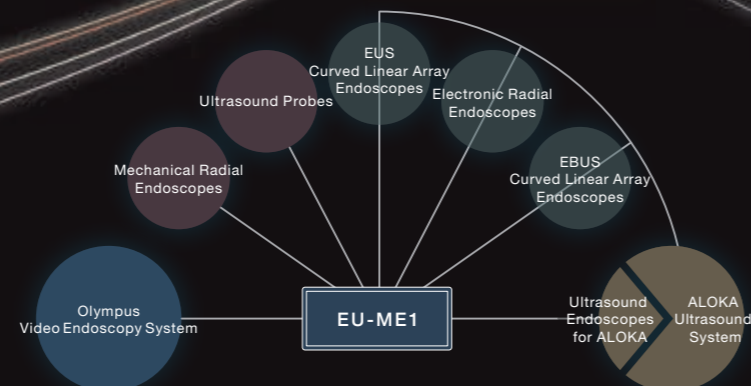 EUS
Curved Linear Array
Endoscopes
Electronic Radial
Endoscopes
Ultrasound Probes
Mechanical Radial
Endoscopes
EBUS
Curved Linear Array
Endoscopes
Olympus
Video Endoscopy System
EU-ME1
Ultrasound
Endoscopes
for ALOKA
ALOKA
Ultrasound
System